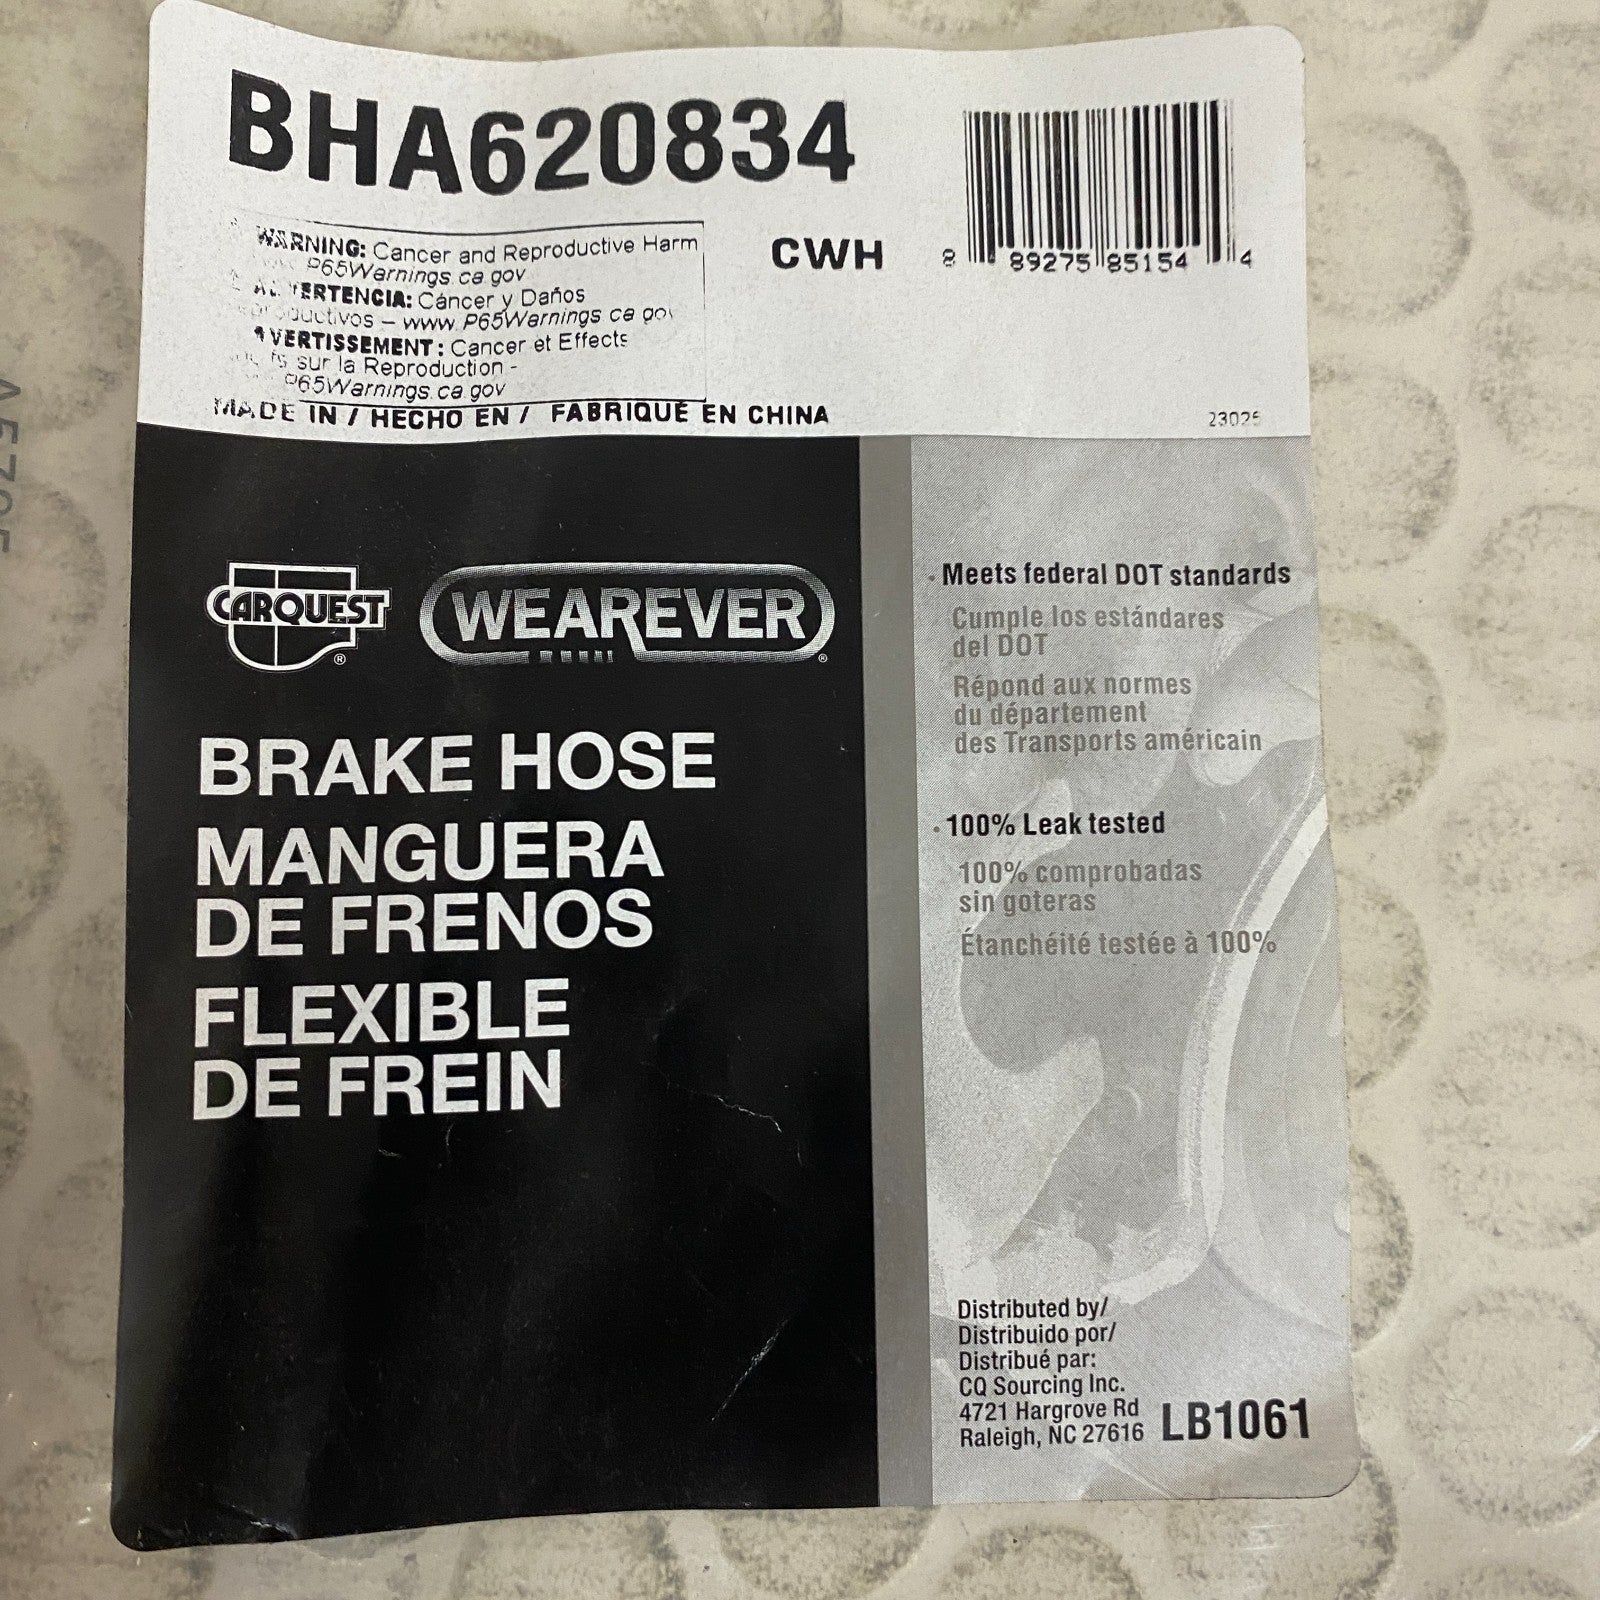 BHA620834
CWH
8 89275 85154 4
WARNING: Cancer and Reproductive Harm
P65Warnings.ca.gov
ERTENCIA: Cáncer y Daños
uctivos – www.P65Warnings.ca.go
VERTISSEMENT: Cancer et Effects
sur la Reproduction -
P65Warnings.ca.gov
MADE IN / HECHO EN / FABRIQUÉ EN CHINA
CARQUEST ®
WEAREVER ®
BRAKE HOSE
MANGUERA
DE FRENOS
FLEXIBLE
DE FREIN
· Meets federal DOT standards
Cumple los estándares
del DOT
Répond aux normes
du département
des Transports américain
· 100% Leak tested
100% comprobadas
sin goteras
Étanchéité testée à 100%
Distributed by/
Distribuido por/
Distribué par:
CQ Sourcing Inc.
4721 Hargrove Rd
Raleigh, NC 27616
LB1061